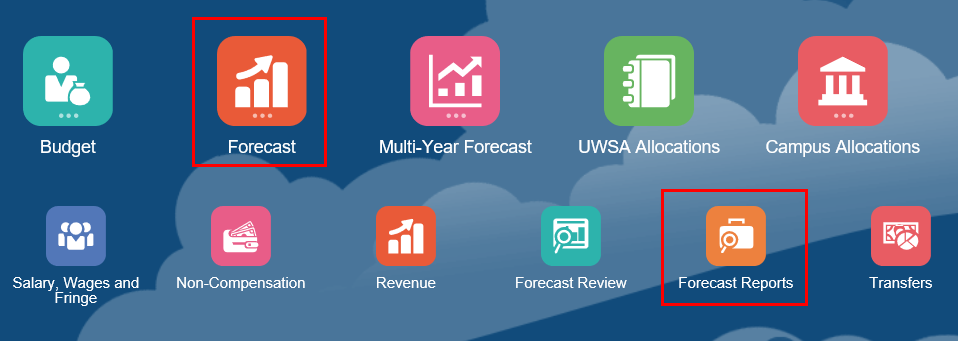 Budget
Forecast
Multi-Year Forecast
UWSA Allocations
Campus Allocations
Salary, Wages and
Fringe
Non-Compensation
Revenue
Forecast Review
Forecast Reports
Transfers